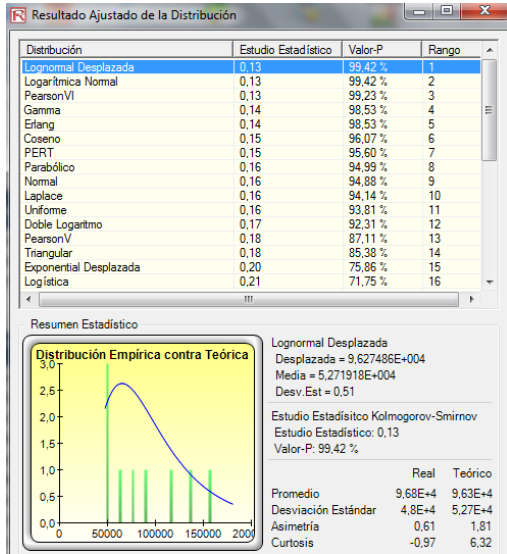 Resultado Ajustado de la Distribución
Distribución Estudio Estadístico Valor-P Rango
Lognormal Desplazada 0,13 99,42 % 1
Logarítmica Normal 0,13 99,42 % 2
PearsonVI 0,13 99,23 % 3
Gamma 0,14 98,53 % 4
Erlang 0,14 98,53 % 5
Coseno 0,15 96,07 % 6
PERT 0,15 95,60 % 7
Parabólico 0,16 94,99 % 8
Normal 0,16 94,88 % 9
Laplace 0,16 94,14 % 10
Uniforme 0,16 93,81 % 11
Doble Logaritmo 0,17 92,31 % 12
PearsonV 0,18 87,11 % 13
Triangular 0,18 85,38 % 14
Exponential Desplazada 0,20 75,86 % 15
Logística 0,21 71,75 % 16
Resumen Estadístico
Distribución Empírica contra Teórica
3,0
2,5
2,0
1,5
1,0
0,5
0,0
0 50000 100000 150000 2000
Lognormal Desplazada
Desplazada = 9,627486E+004
Media = 5,271918E+004
Desv.Est = 0,51
Estudio Estadísitco Kolmogorov-Smirnov
Estudio Estadístico: 0,13
Valor-P: 99,42 %
Real Teórico
Promedio 9,68E+4 9,63E+4
Desviación Estándar 4,8E+4 5,27E+4
Asimetría 0,61 1,81
Curtosis -0,97 6,32